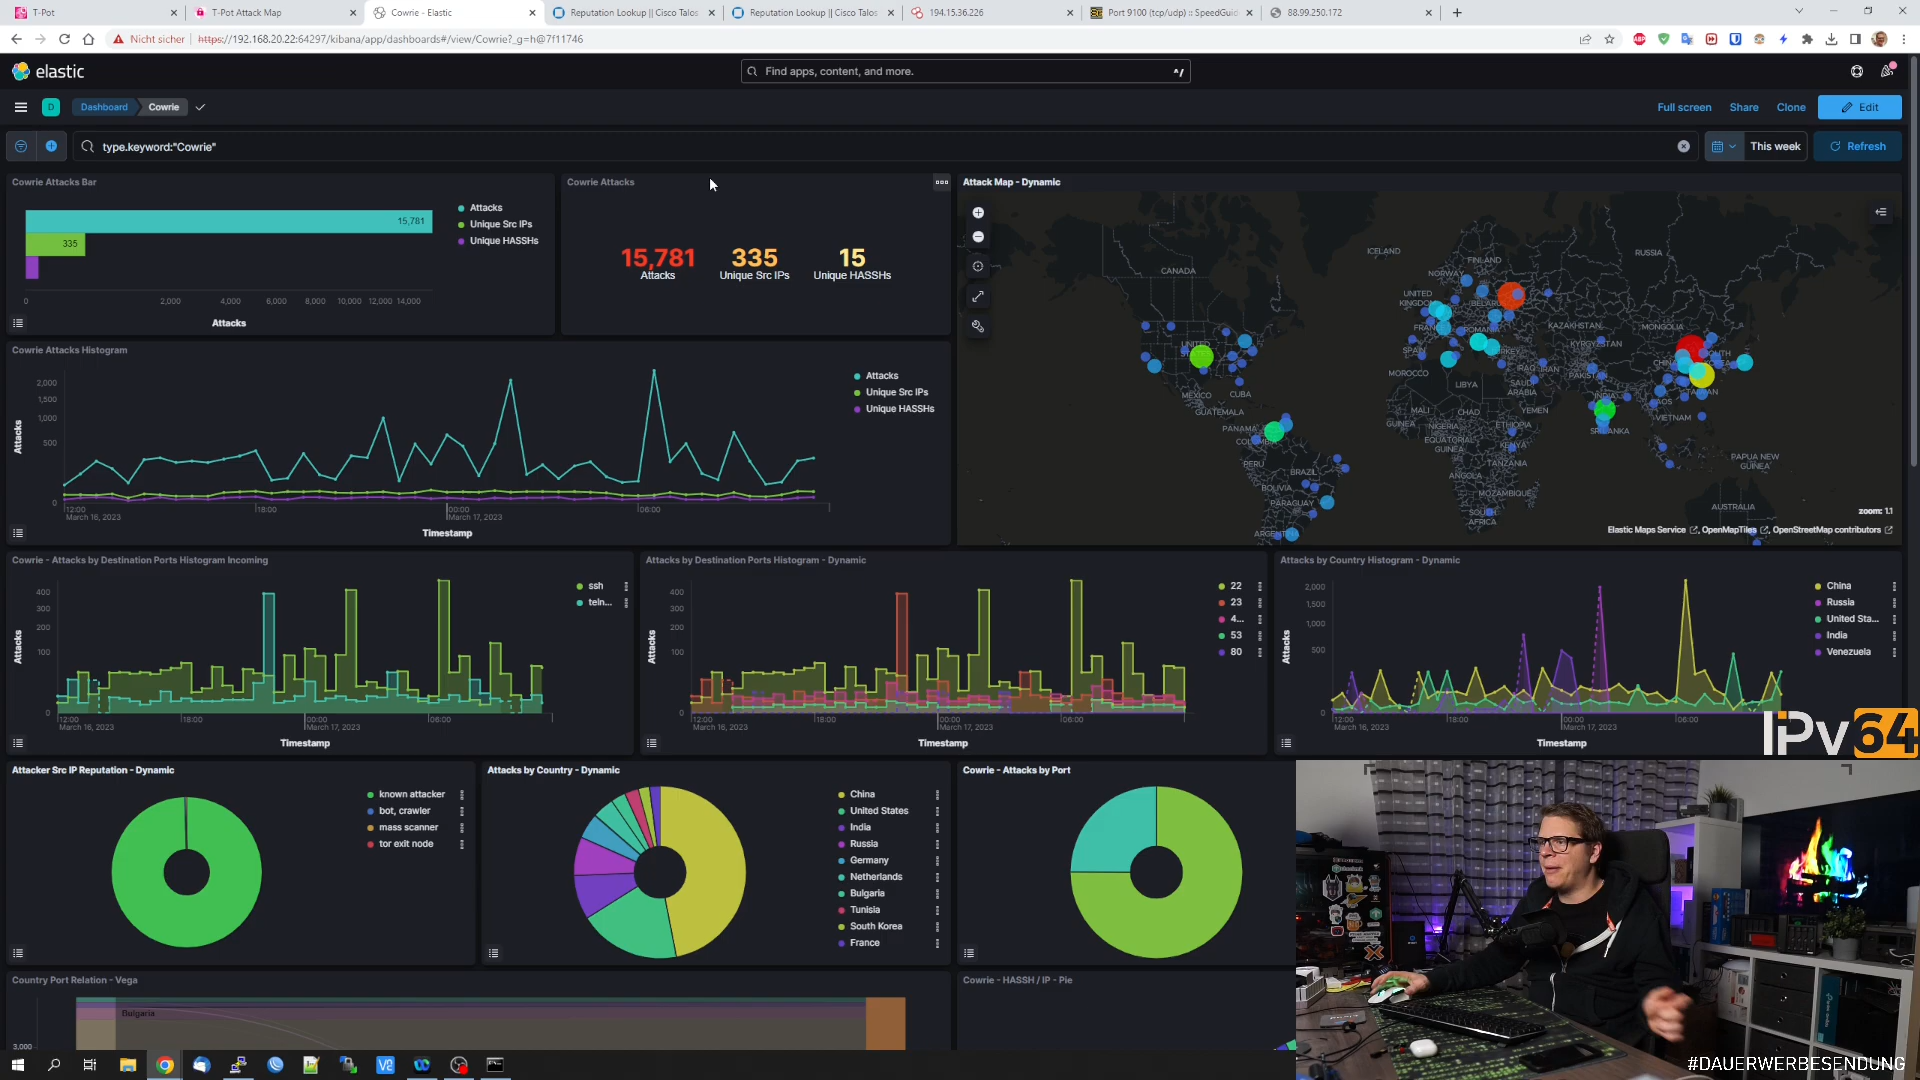 T-Pot
T-Pot Attack Map
Cowrie - Elastic
Reputation Lookup || Cisco Talos
Reputation Lookup || Cisco Talos
194.15.36.226
Port 9100 (tcp/udp) :: SpeedGuid
88.99.250.172
Nicht sicher
https://192.168.20.22:64297/kibana/app/dashboards#/view/Cowrie?_g=h@7f11746
elastic
Find apps, content, and more.
^/
D
Dashboard
Cowrie
Full screen
Share
Clone
Edit
type.keyword:"Cowrie"
This week
Refresh
Cowrie Attacks Bar
15,781
335
0
2,000
4,000
6,000
8,000
10,000
12,000
14,000
Attacks
Attacks
Unique Src IPs
Unique HASSHs
Cowrie Attacks
15,781
Attacks
335
Unique Src IPs
15
Unique HASSHs
Attack Map - Dynamic
ICELAND
RUSSIA
FINLAND
CANADA
NORWAY
UNITED
KINGDOM
BELARUS
FRANCE
ROMANIA
KAZAKHSTAN
MONGOLIA
KYRGYZSTAN
UNITED
SPAIN
CHINA
SOUTH
MOROCCO
IRAQ
IRAN
PAKISTAN
LIBYA
SAUDI
ARABIA
INDIA
TAIWAN
MEXICO
CUBA
GUATEMALA
MALI
CHAD
YEMEN
LAOS
VIETNAM
PANAMA
GUINEA
NIGERIA
ETHIOPIA
SRI LANKA
EQUATORIAL
GUINEA
KENYA
PERU
BRAZIL
TANZANIA
PAPUA NEW
GUINEA
ANGOLA
BOLIVIA
MOZAMBIQUE
PARAGUAY
SOUTH
AFRICA
AUSTRALIA
ARGENTINA
zoom: 1.1
Elastic Maps Service, OpenMapTiles, OpenStreetMap contributors
Cowrie Attacks Histogram
Attacks
2,000
1,500
1,000
500
0
12:00
March 16, 2023
18:00
00:00
March 17, 2023
06:00
Timestamp
Attacks
Unique Src IPs
Unique HASSHs
Cowrie - Attacks by Destination Ports Histogram Incoming
Attacks
400
300
200
100
0
12:00
March 16, 2023
18:00
00:00
March 17, 2023
06:00
Timestamp
ssh
teln...
Attacks by Destination Ports Histogram - Dynamic
Attacks
400
300
200
100
0
12:00
March 16, 2023
18:00
00:00
March 17, 2023
06:00
Timestamp
22
23
4...
53
80
Attacks by Country Histogram - Dynamic
Attacks
2,000
1,500
1,000
500
0
12:00
March 16, 2023
18:00
00:00
March 17, 2023
06:00
Timestamp
China
Russia
United Sta...
India
Venezuela
IPv64
Attacker Src IP Reputation - Dynamic
known attacker
bot, crawler
mass scanner
tor exit node
Attacks by Country - Dynamic
China
United States
India
Russia
Germany
Netherlands
Bulgaria
Tunisia
South Korea
France
Cowrie - Attacks by Port
Country Port Relation - Vega
Bulgaria
3,000
Cowrie - HASSH / IP - Pie
#DAUERWERBESENDUNG